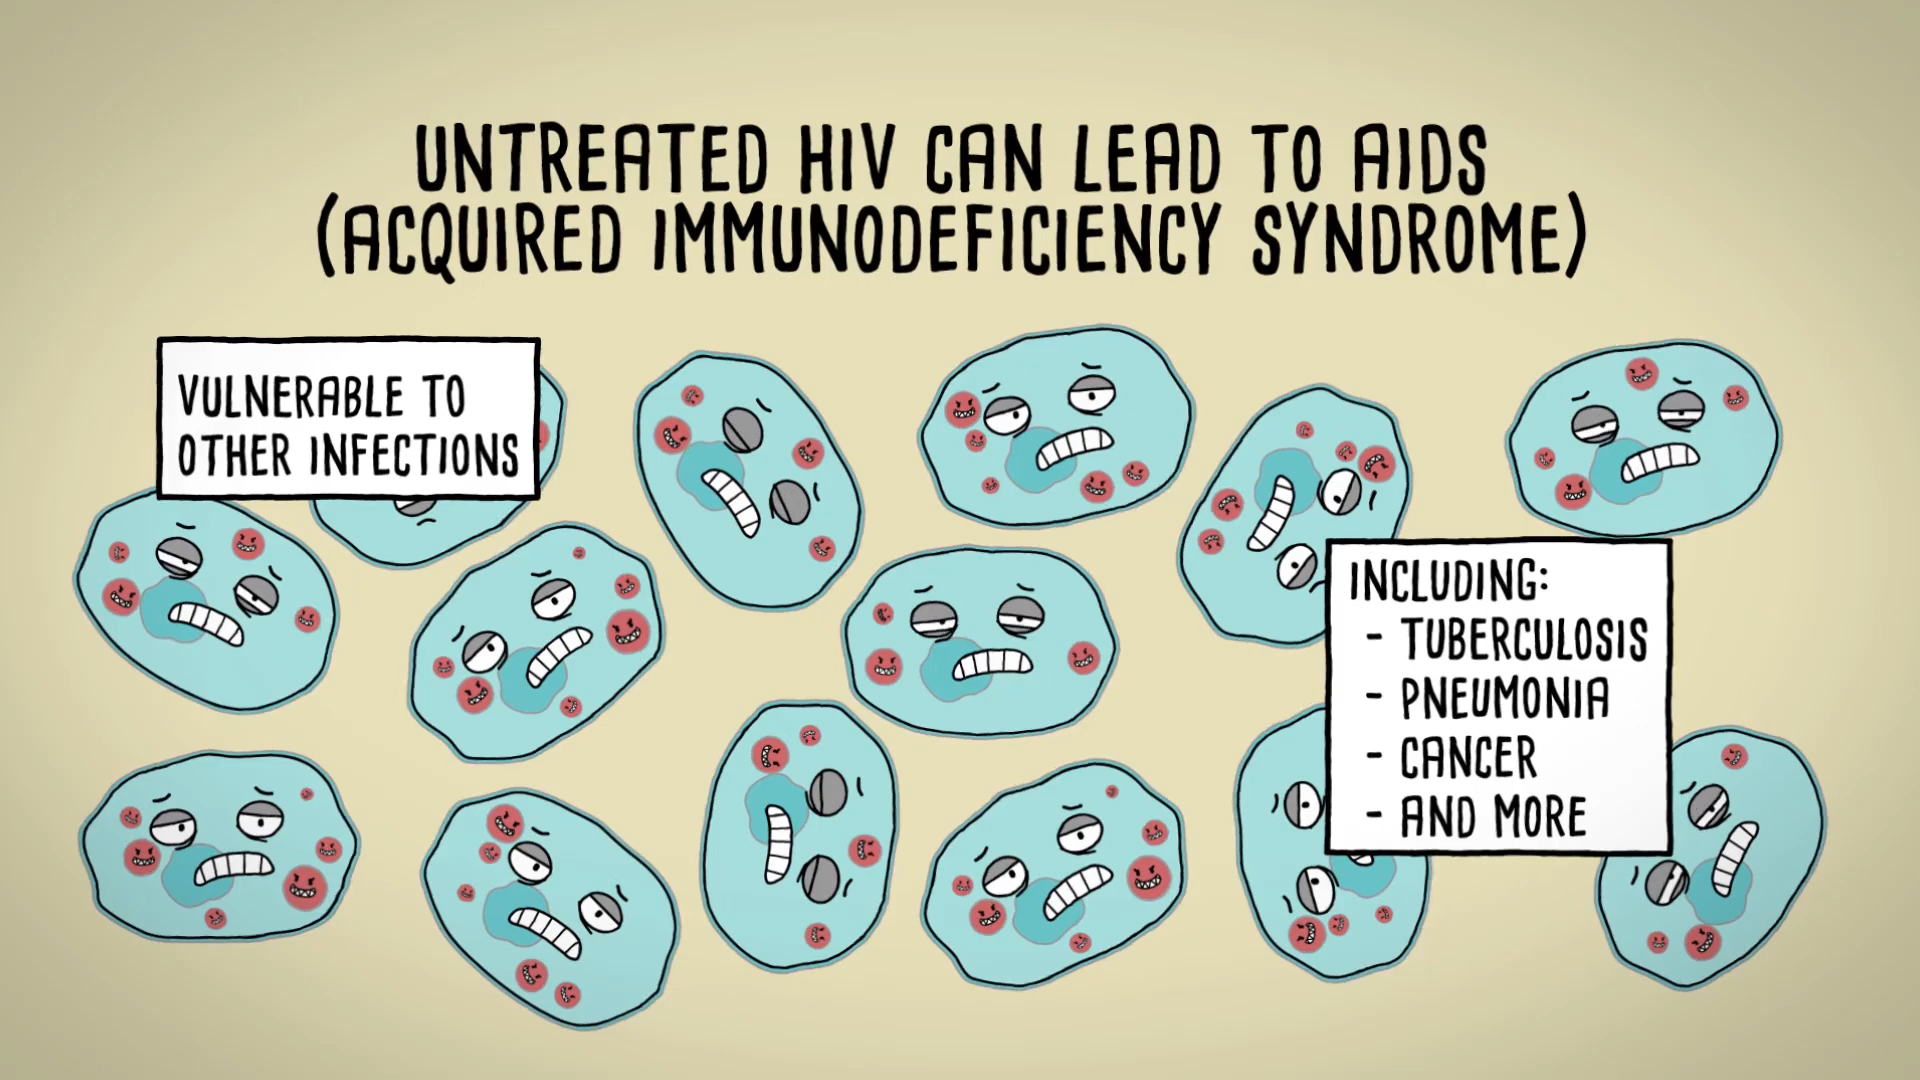 UNTREATED HIV CAN LEAD TO AIDS
(ACQUIRED IMMUNODEFICIENCY SYNDROME)
VULNERABLE TO
OTHER INFECTIONS
INCLUDING:
- TUBERCULOSIS
- PNEUMONIA
- CANCER
- AND MORE